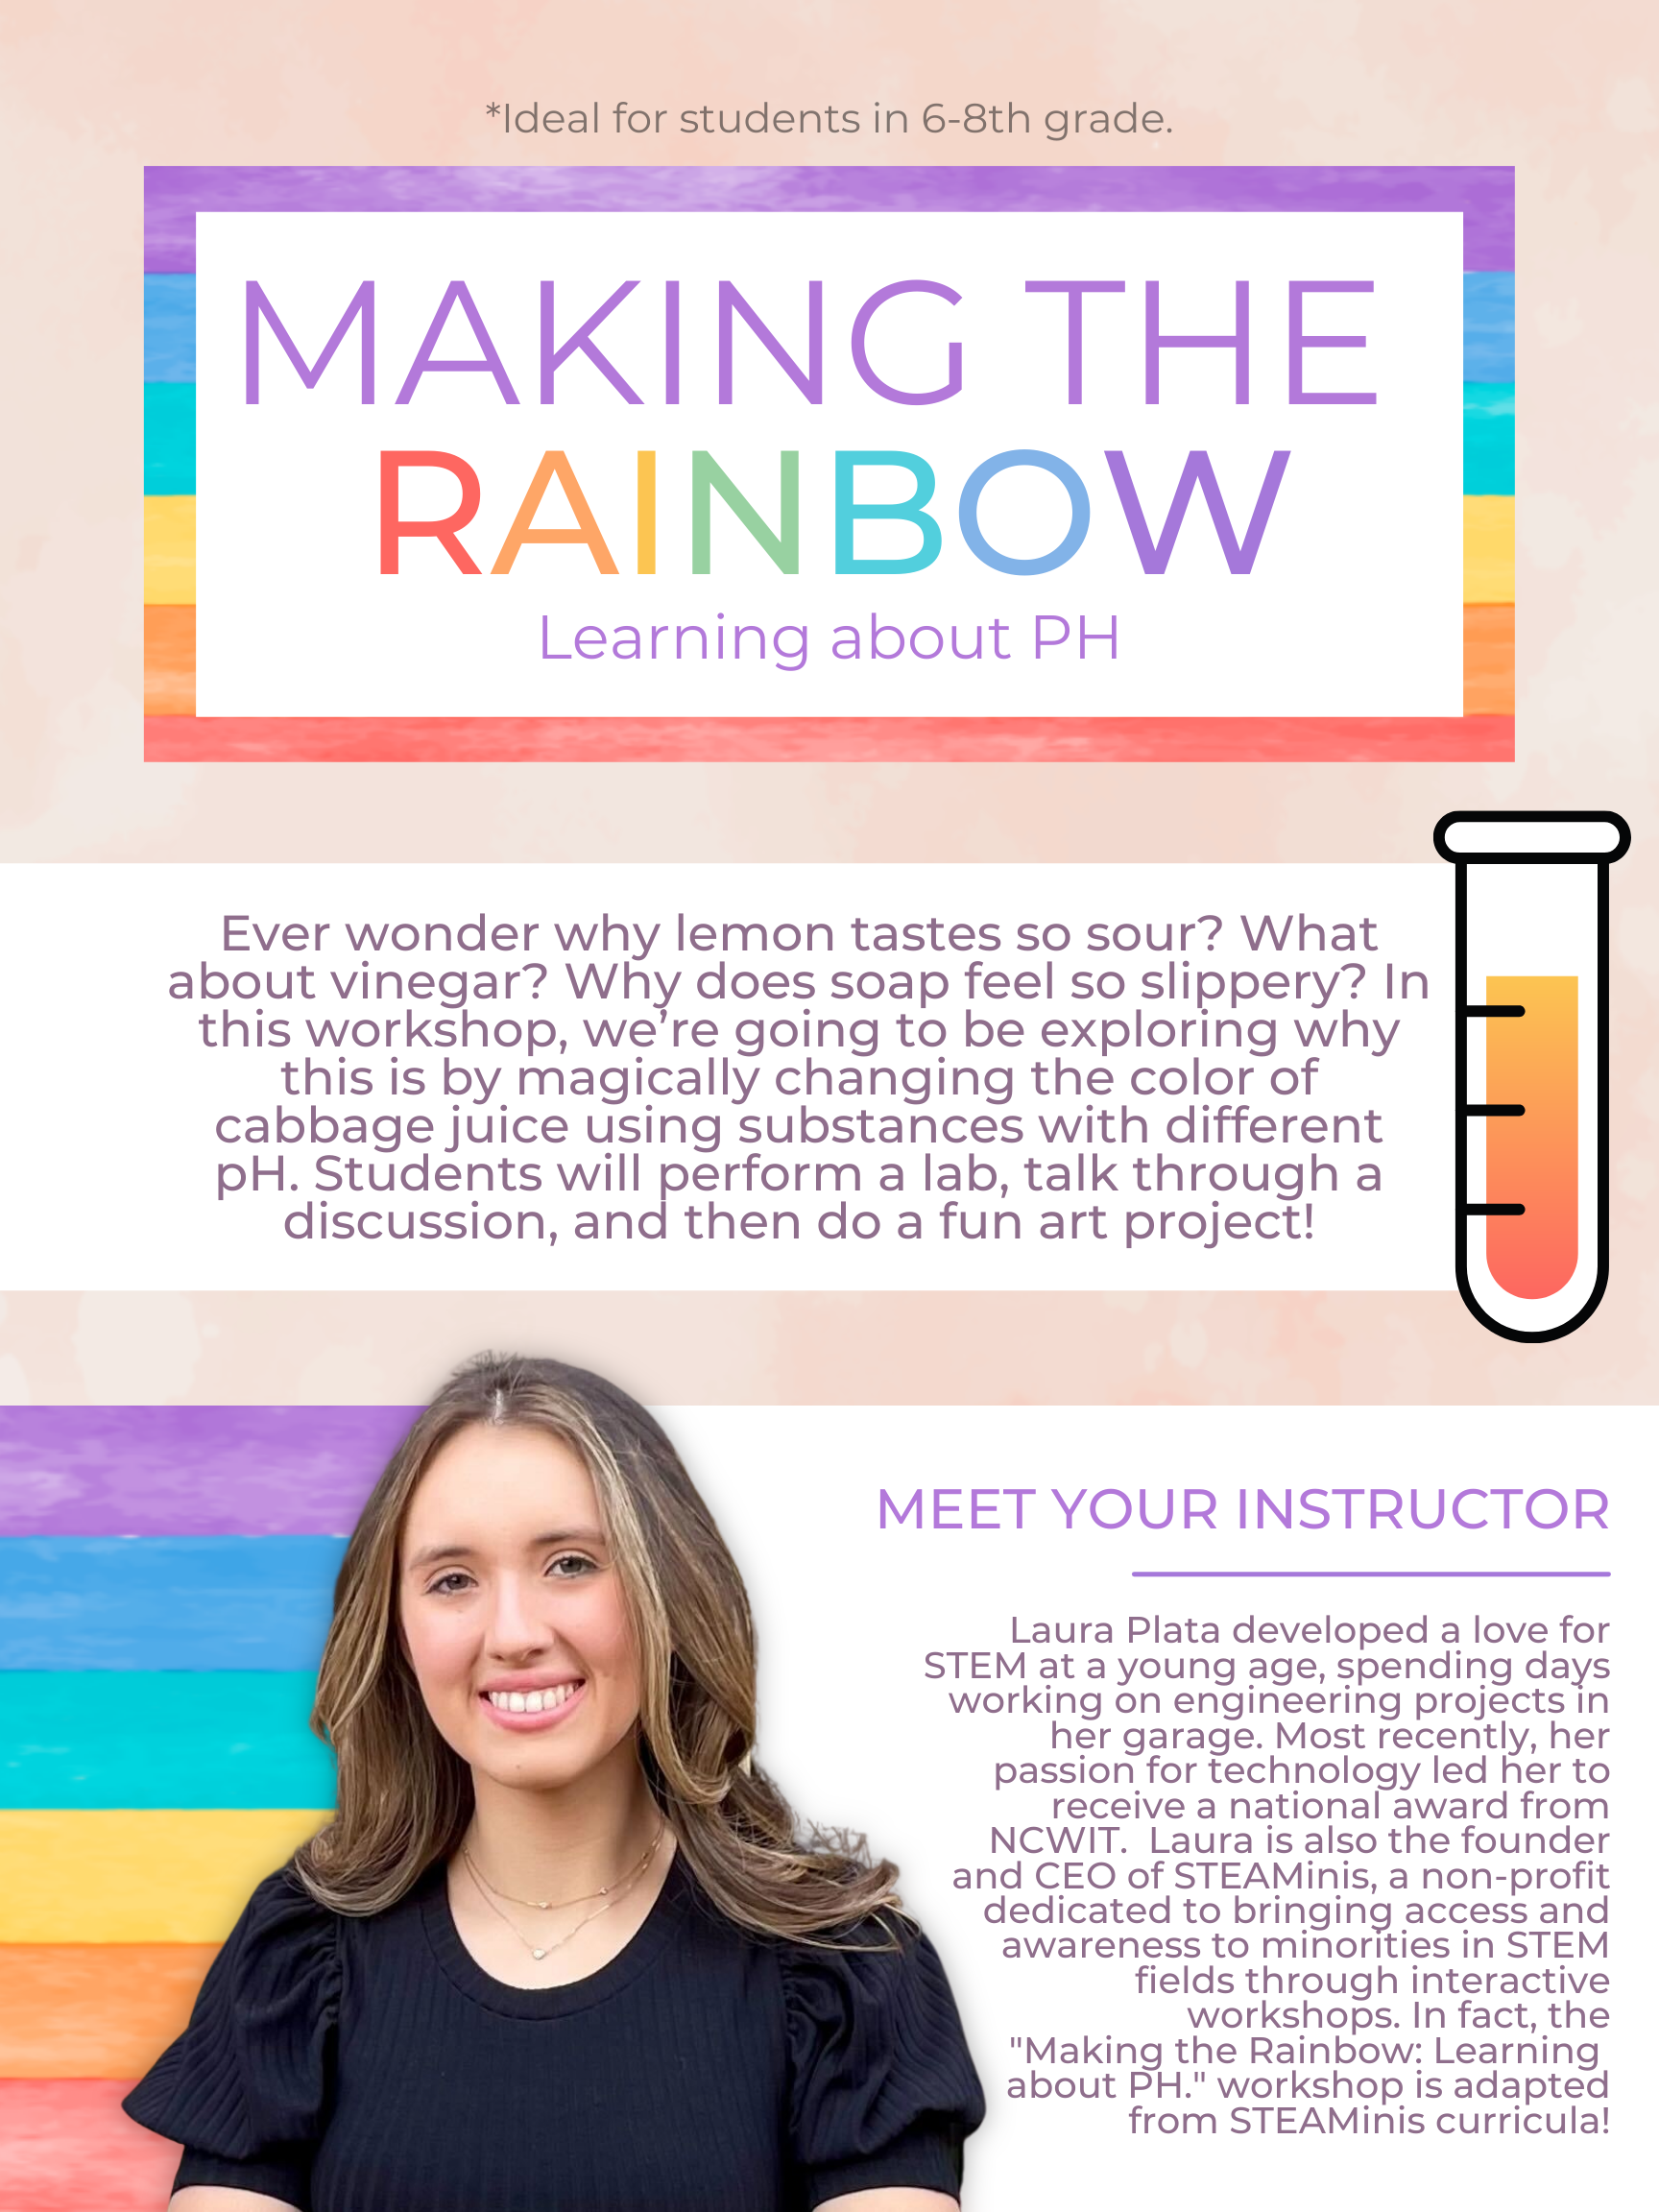 *Ideal for students in 6-8th grade.
MAKING THE
RAINBOW
Learning about PH
Ever wonder why lemon tastes so sour? What
about vinegar? Why does soap feel so slippery? In
this workshop, we’re going to be exploring why
this is by magically changing the color of
cabbage juice using substances with different
pH. Students will perform a lab, talk through a
discussion, and then do a fun art project!
MEET YOUR INSTRUCTOR
Laura Plata developed a love for
STEM at a young age, spending days
working on engineering projects in
her garage. Most recently, her
passion for technology led her to
receive a national award from
NCWIT.  Laura is also the founder
and CEO of STEAMinis, a non-profit
dedicated to bringing access and
awareness to minorities in STEM
fields through interactive
workshops. In fact, the
"Making the Rainbow: Learning
about PH." workshop is adapted
from STEAMinis curricula!